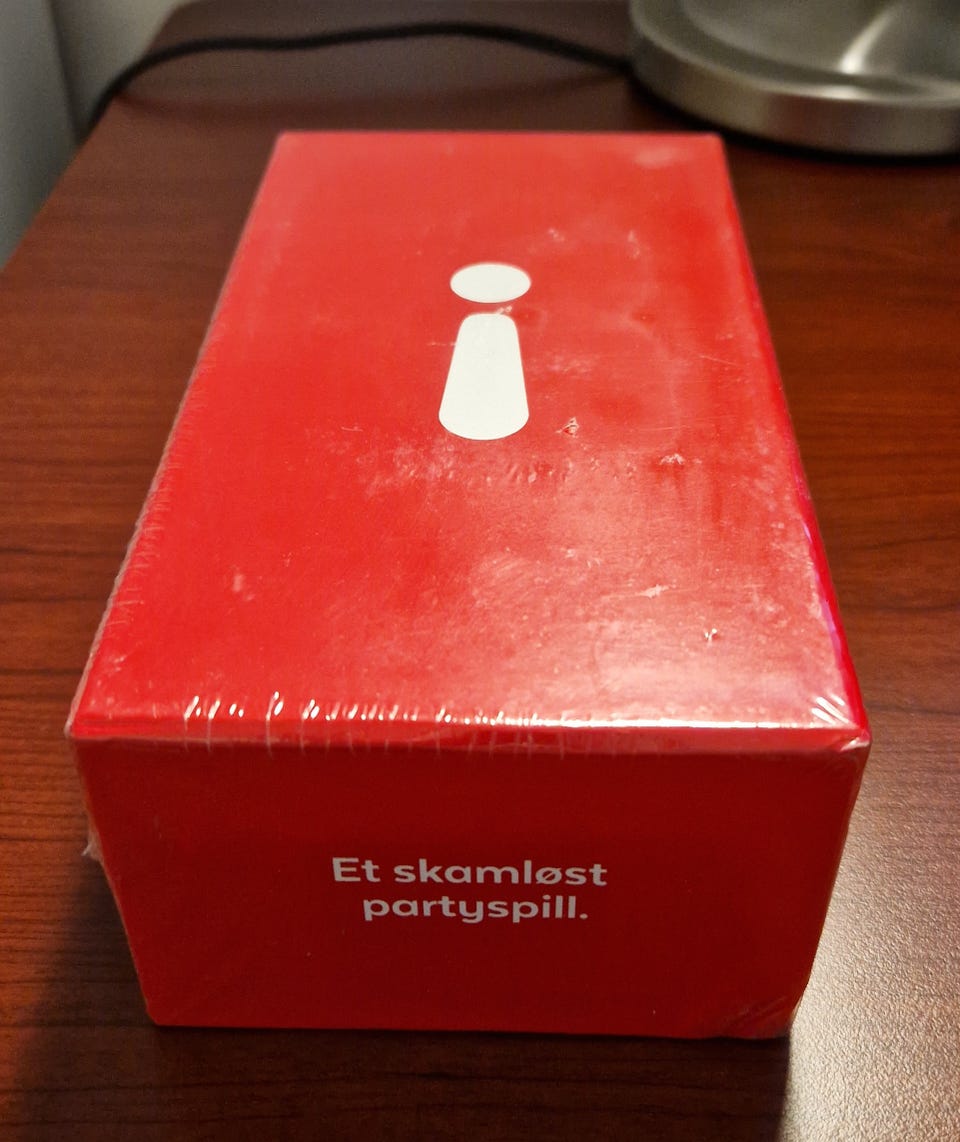 i
Et skamløst
partyspill.